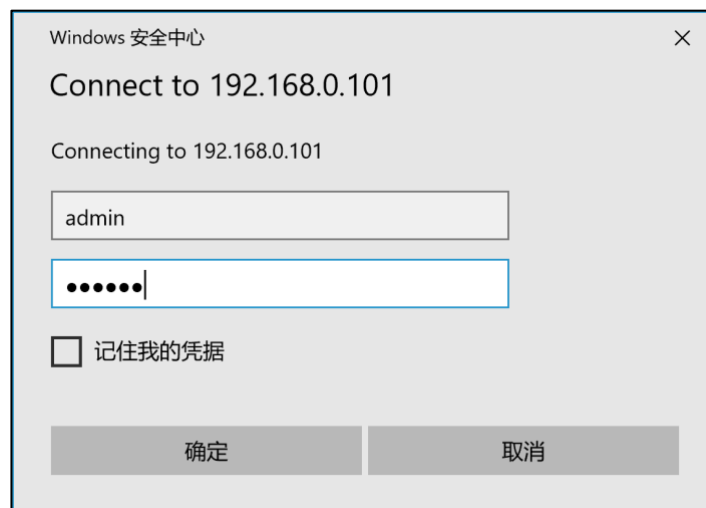 Windows 安全中心
Connect to 192.168.0.101
Connecting to 192.168.0.101
admin
••••••
记住我的凭据
确定
取消